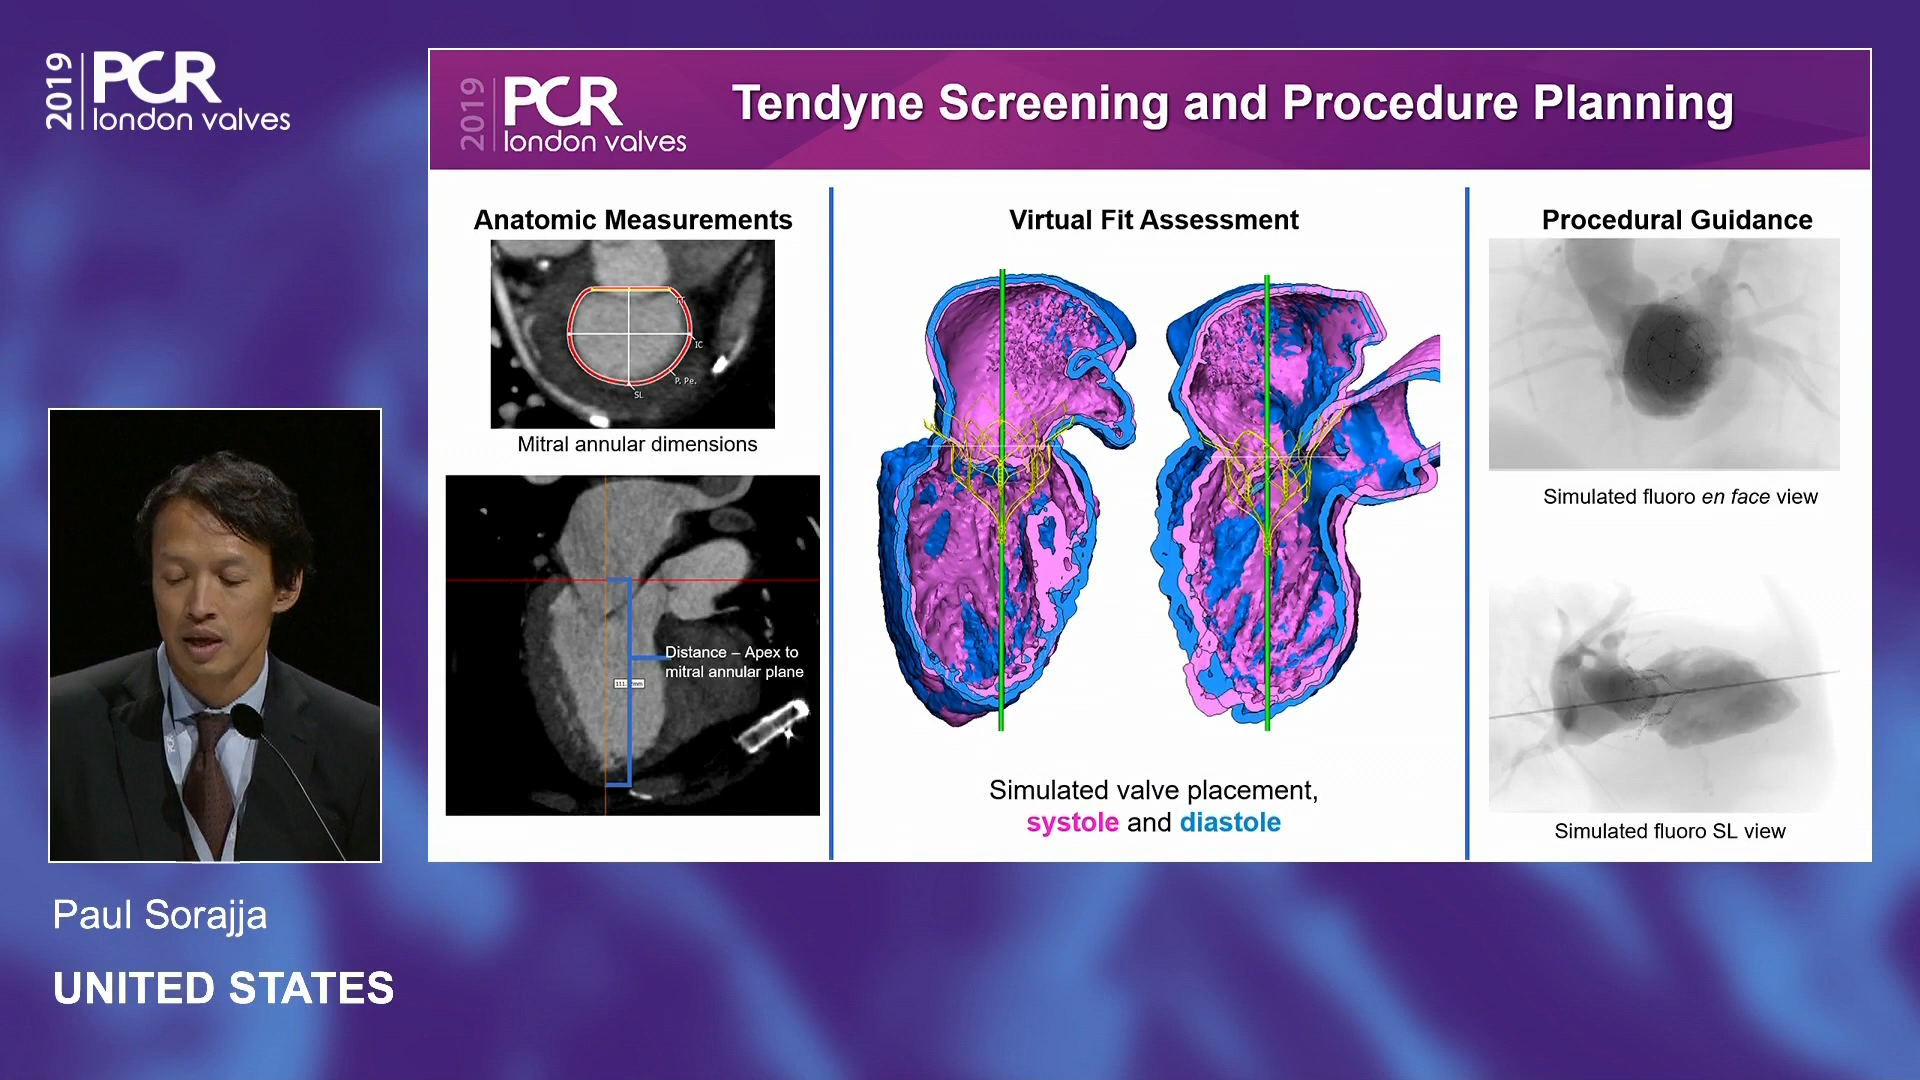 2019
PCR
london valves
2019
PCR
london valves
Tendyne Screening and Procedure Planning
Anatomic Measurements
TT
IC
P. Pe.
SL
Mitral annular dimensions
Distance – Apex to
mitral annular plane
Virtual Fit Assessment
Simulated valve placement,
systole and diastole
Procedural Guidance
Simulated fluoro en face view
Simulated fluoro SL view
PCR
Paul Sorajja
UNITED STATES